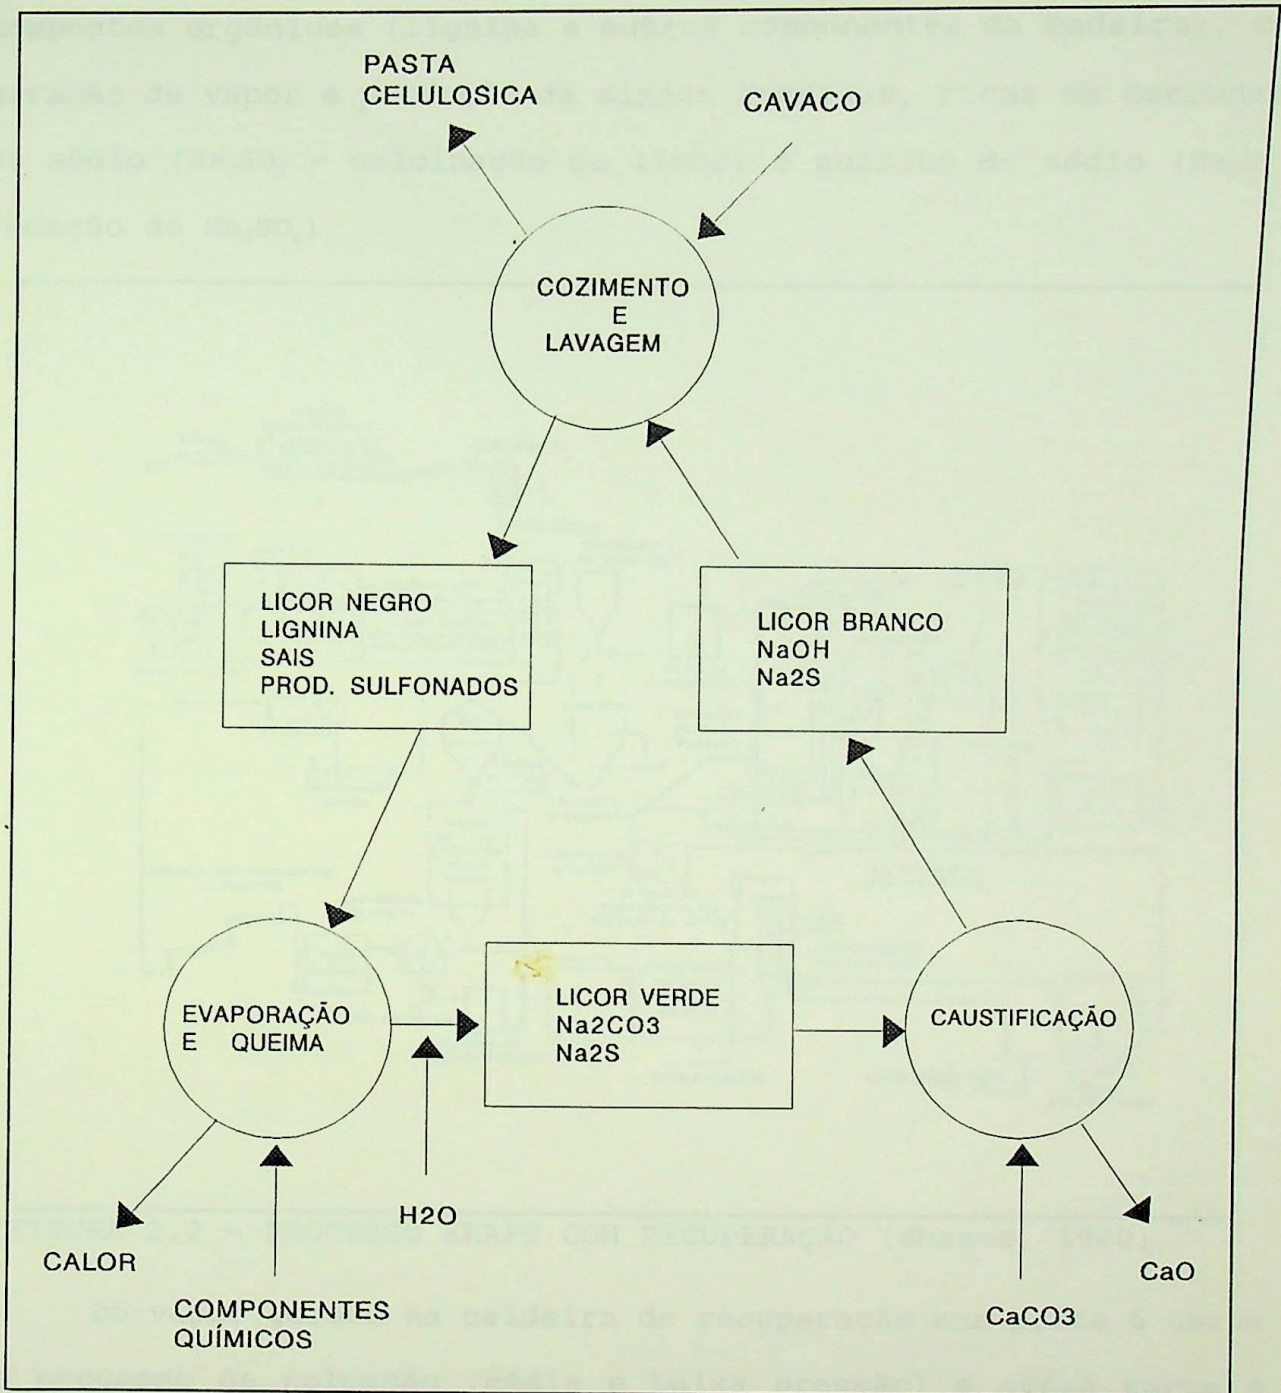 PASTA
CELULOSICA
CAVACO
COZIMENTO
E
LAVAGEM
LICOR NEGRO
LIGNINA
SAIS
PROD. SULFONADOS
LICOR BRANCO
NaOH
Na2S
EVAPORAÇÃO
E QUEIMA
LICOR VERDE
Na2CO3
Na2S
CAUSTIFICAÇÃO
H2O
CALOR
COMPONENTES
QUÍMICOS
CaCO3
CaO